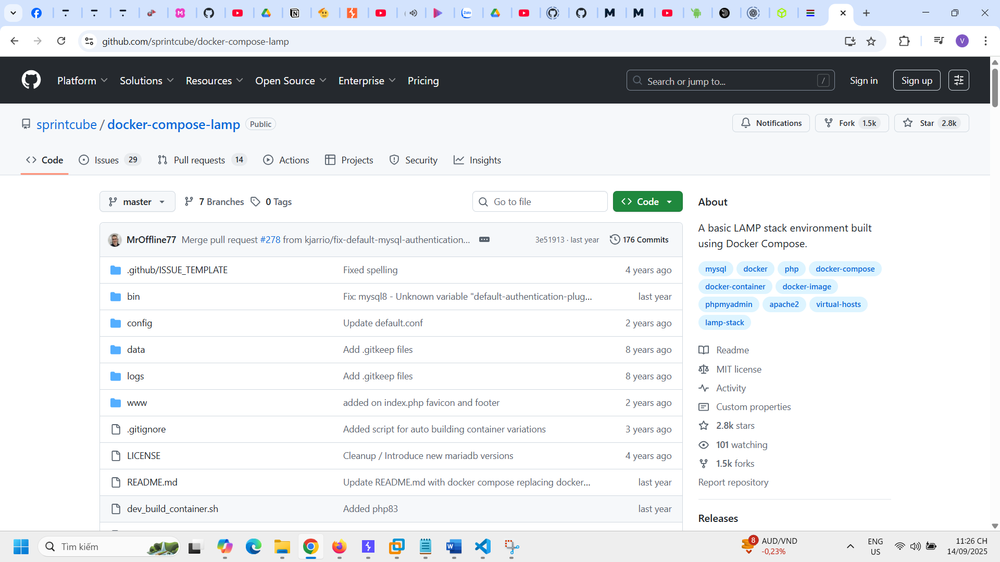 github.com/sprintcube/docker-compose-lamp
V
Platform Solutions Resources Open Source Enterprise Pricing
Search or jump to... /
Sign in
Sign up
sprintcube / docker-compose-lamp Public
Notifications
Fork 1.5k
Star 2.8k
Code
Issues 29
Pull requests 14
Actions
Projects
Security
Insights
master
7 Branches
0 Tags
Go to file
Code
MrOffline77 Merge pull request #278 from kjarrio/fix-default-mysql-authentication... 3e51913 · last year 176 Commits
.github/ISSUE_TEMPLATE Fixed spelling 4 years ago
bin Fix: mysql8 - Unknown variable "default-authentication-plug... last year
config Update default.conf 2 years ago
data Add .gitkeep files 8 years ago
logs Add .gitkeep files 8 years ago
www added on index.php favicon and footer 2 years ago
.gitignore Added script for auto building container variations 3 years ago
LICENSE Cleanup / Introduce new mariadb versions 4 years ago
README.md Update README.md with docker compose replacing docker... last year
dev_build_container.sh Added php83 last year
About
A basic LAMP stack environment built
using Docker Compose.
mysql docker php docker-compose
docker-container docker-image
phpmyadmin apache2 virtual-hosts
lamp-stack
Readme
MIT license
Activity
Custom properties
2.8k stars
101 watching
1.5k forks
Report repository
Releases
Tìm kiếm
8
AUD/VND
-0,23%
ENG
US
11:26 CH
14/09/2025